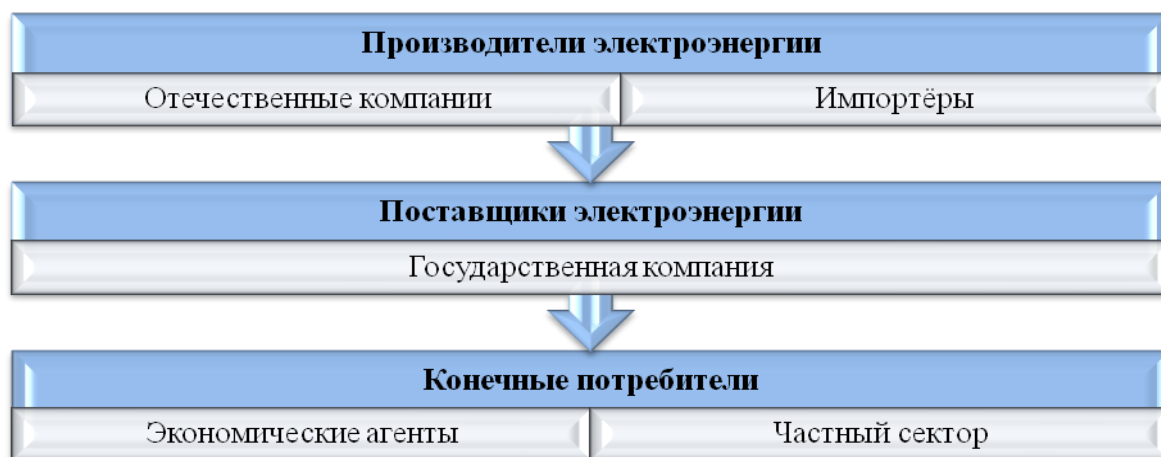 Производители электроэнергии
Отечественные компании
Импортёры
Поставщики электроэнергии
Государственная компания
Конечные потребители
Экономические агенты
Частный сектор